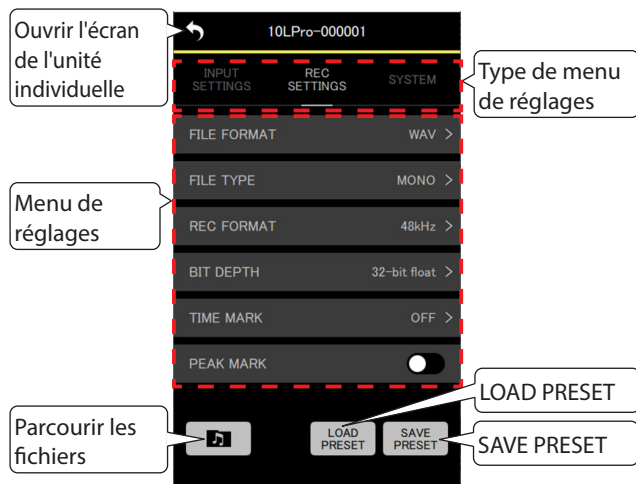 Ouvrir l'écran
de l'unité
individuelle
10LPro-000001
INPUT
SETTINGS
REC
SETTINGS
SYSTEM
Type de menu
de réglages
Menu de
réglages
FILE FORMAT WAV >
FILE TYPE MONO >
REC FORMAT 48kHz >
BIT DEPTH 32-bit float >
TIME MARK OFF >
PEAK MARK
LOAD PRESET
Parcourir les
fichiers
LOAD
PRESET
SAVE
PRESET
SAVE PRESET